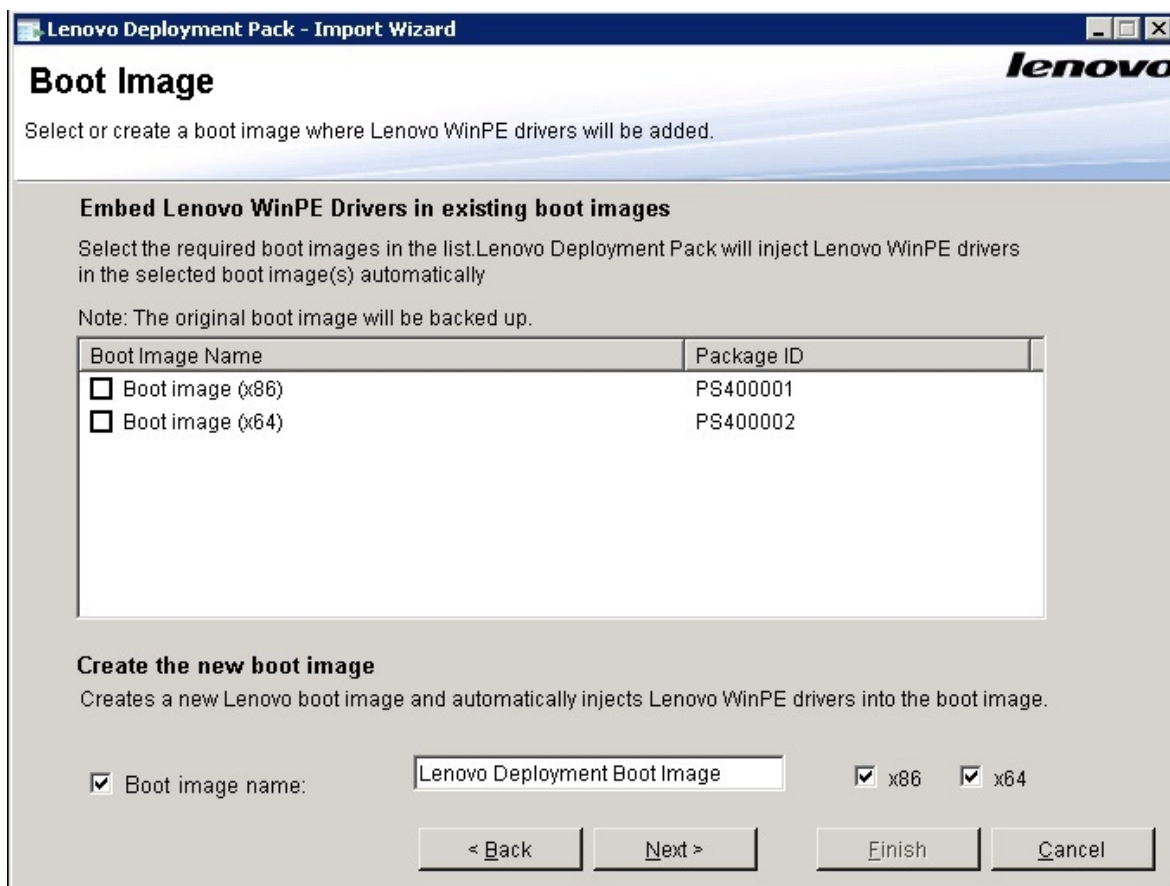 Lenovo Deployment Pack - Import Wizard
lenovo
Boot Image
Select or create a boot image where Lenovo WinPE drivers will be added.
Embed Lenovo WinPE Drivers in existing boot images
Select the required boot images in the list.Lenovo Deployment Pack will inject Lenovo WinPE drivers
in the selected boot image(s) automatically
Note: The original boot image will be backed up.
Boot Image Name Package ID
Boot image (x86) PS400001
Boot image (x64) PS400002
Create the new boot image
Creates a new Lenovo boot image and automatically injects Lenovo WinPE drivers into the boot image.
Boot image name: Lenovo Deployment Boot Image x86 x64
< Back Next > Finish Cancel